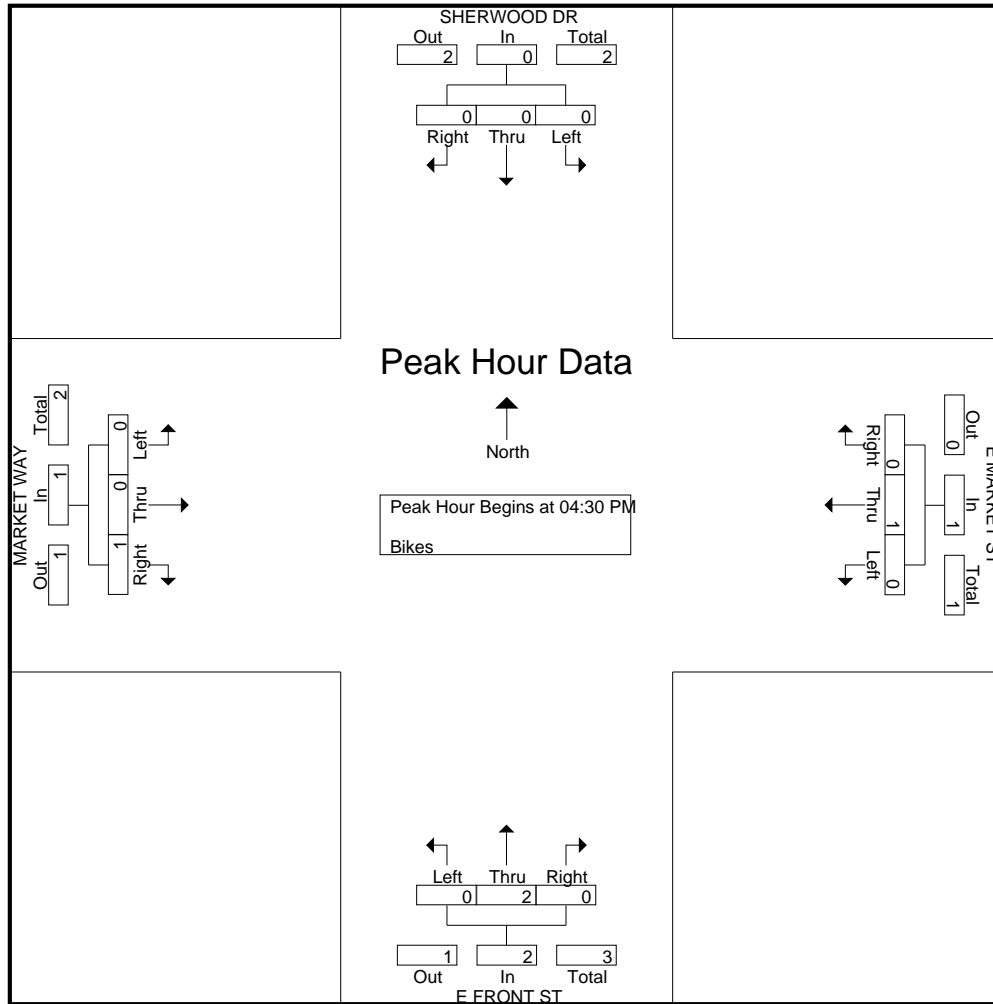 SHERWOOD DR
Out In Total
2 0 2
0 0 0
Right Thru Left
Peak Hour Data
North
Peak Hour Begins at 04:30 PM
Bikes
MARKET WAY
Out In Total
1 1 2
1 0 0
Right Thru Left
E MARKET ST
Out In Total
0 1 1
0 1 0
Right Thru Left
Left Thru Right
0 2 0
1 2 3
Out In Total
E FRONT ST